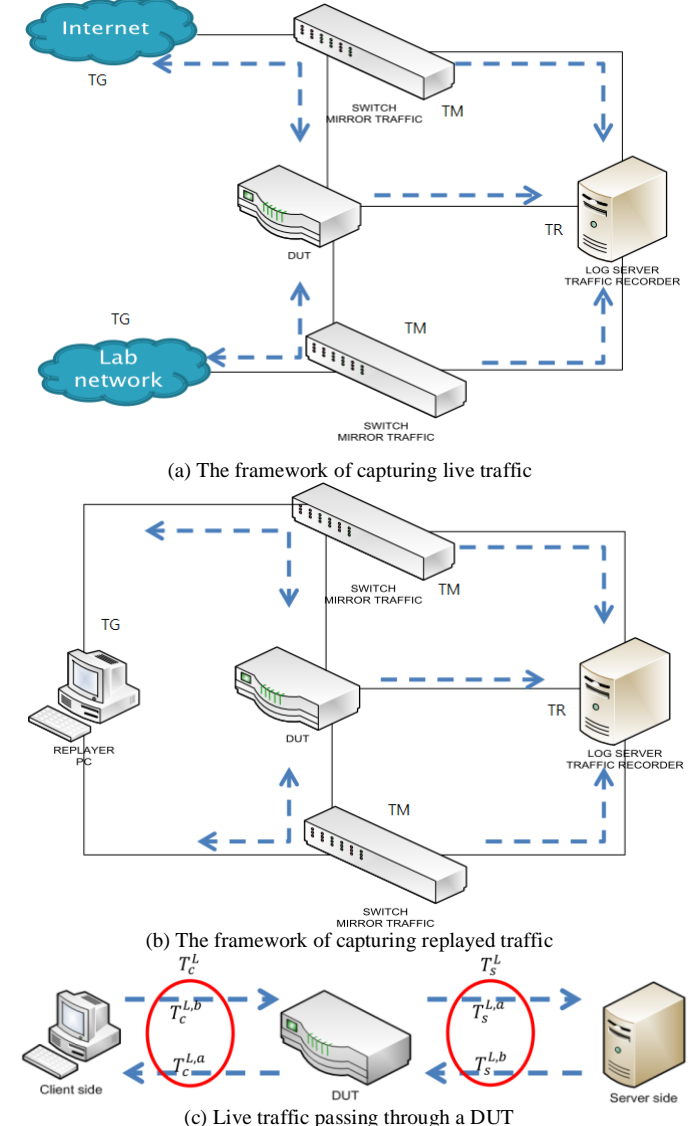 Internet
TG
SWITCH
MIRROR TRAFFIC
TM
DUT
TR
LOG SERVER
TRAFFIC RECORDER
TG
TM
Lab
network
SWITCH
MIRROR TRAFFIC
(a) The framework of capturing live traffic
SWITCH
MIRROR TRAFFIC
TM
TG
REPLAYER
PC
DUT
TR
LOG SERVER
TRAFFIC RECORDER
TM
SWITCH
MIRROR TRAFFIC
(b) The framework of capturing replayed traffic
T_c^L
T_s^L
T_c^{L,b}
T_s^{L,a}
T_c^{L,a}
T_s^{L,b}
Client side
DUT
Server side
(c) Live traffic passing through a DUT